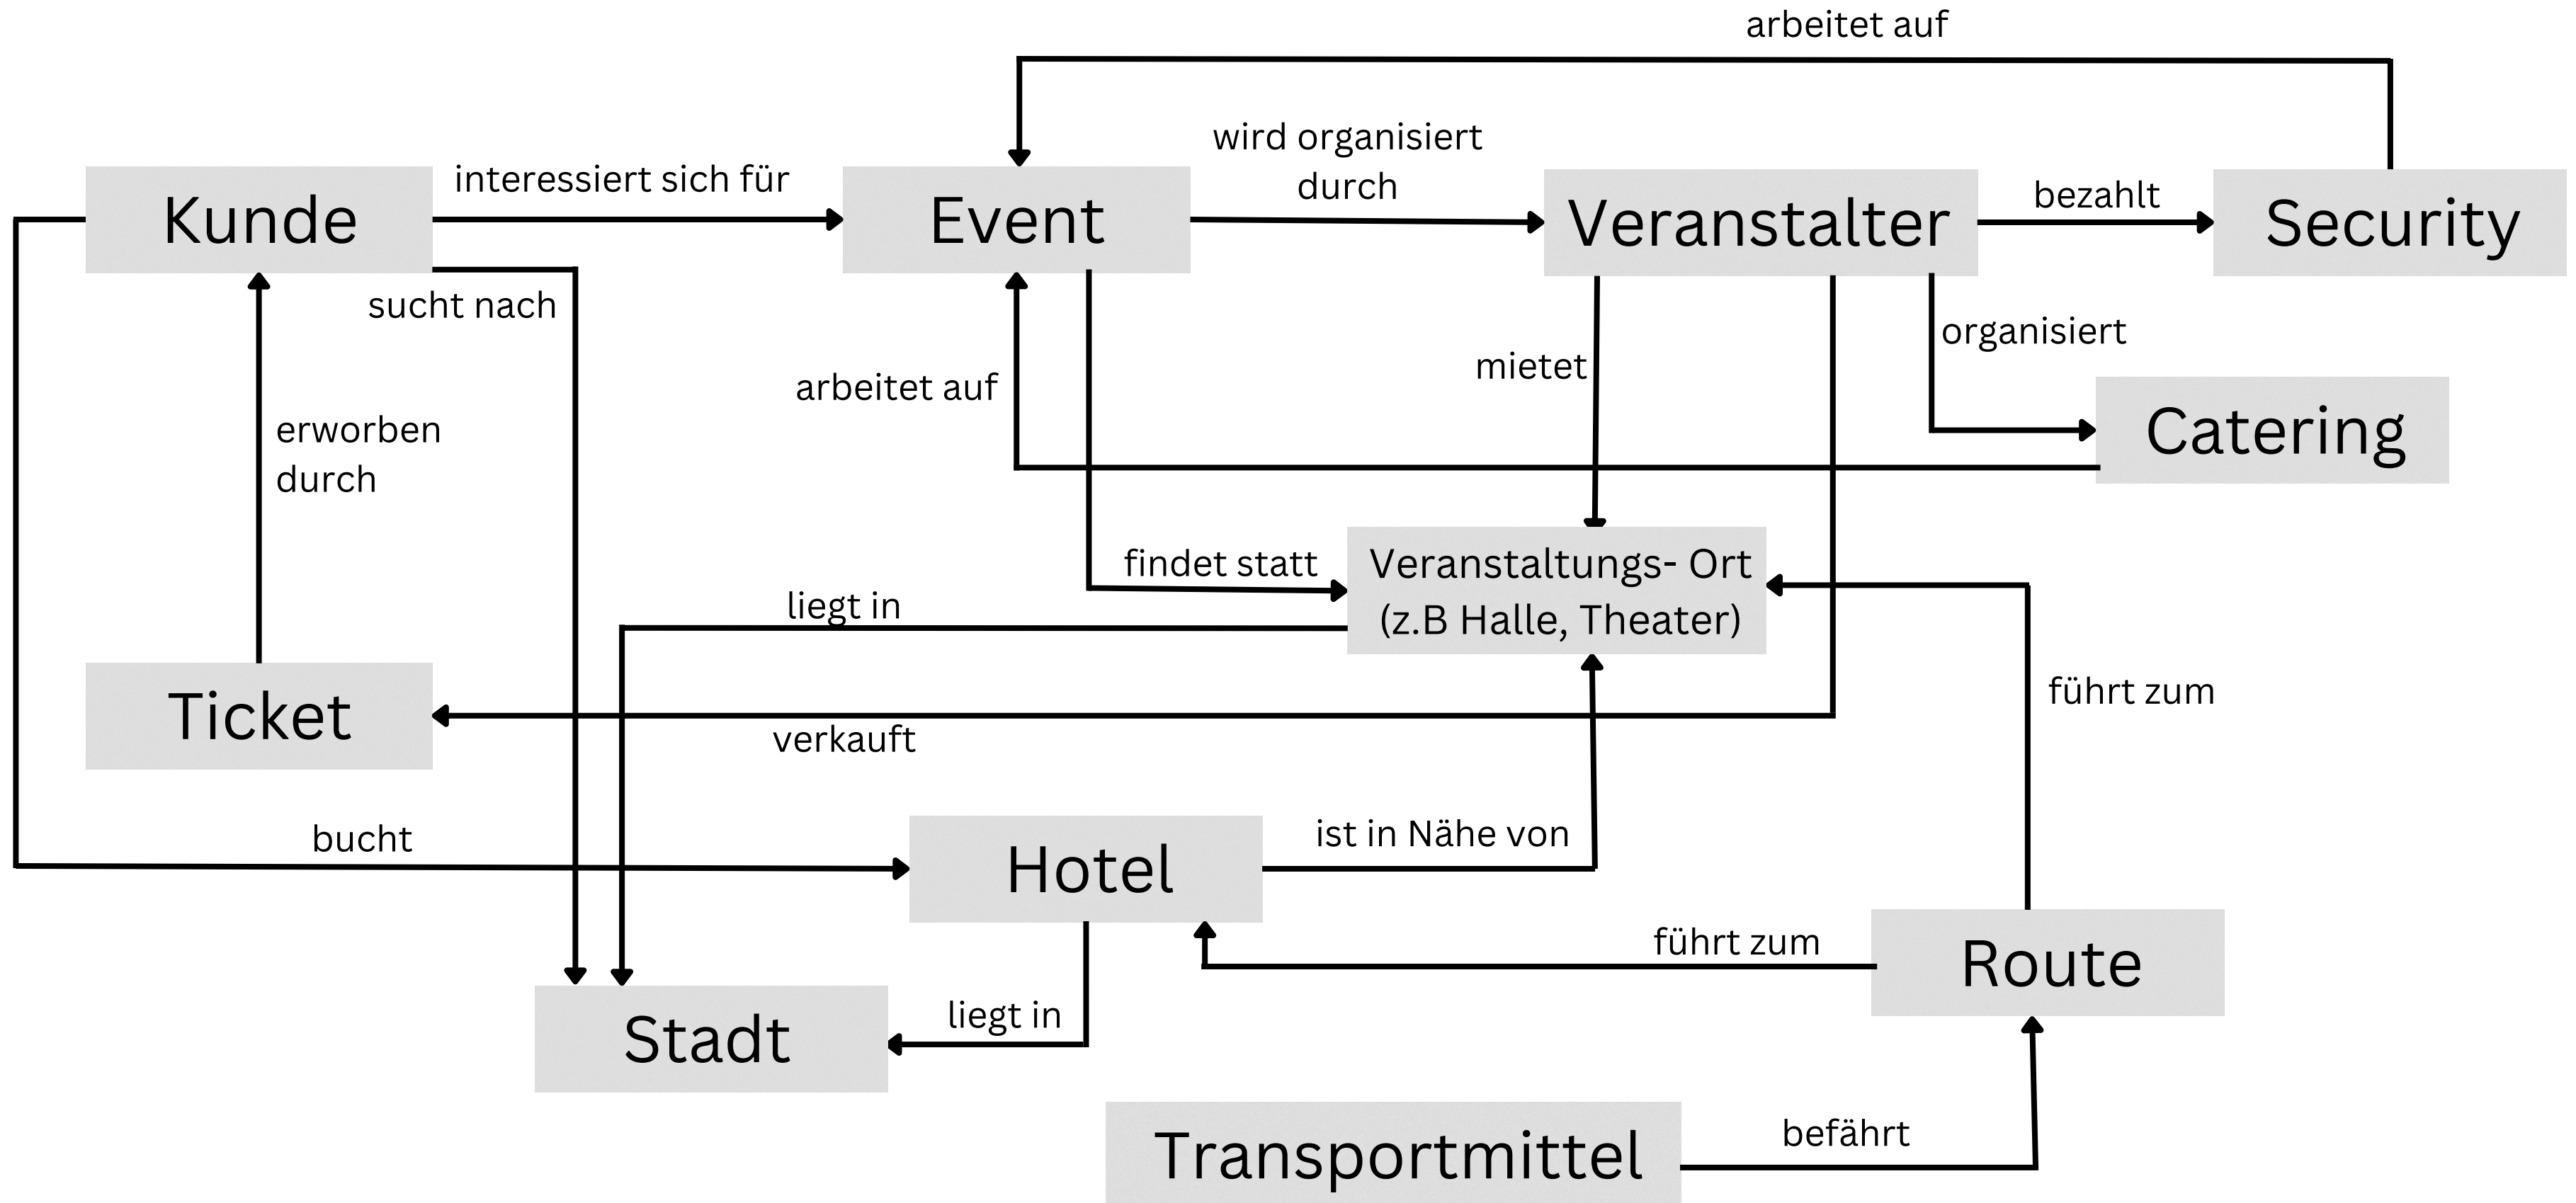 arbeitet auf
wird organisiert
durch
interessiert sich für
bezahlt
Kunde
Event
Veranstalter
Security
sucht nach
organisiert
mietet
arbeitet auf
erworben
durch
Catering
findet statt
Veranstaltungs- Ort
(z.B Halle, Theater)
liegt in
führt zum
Ticket
verkauft
bucht
ist in Nähe von
Hotel
führt zum
Route
liegt in
Stadt
befährt
Transportmittel